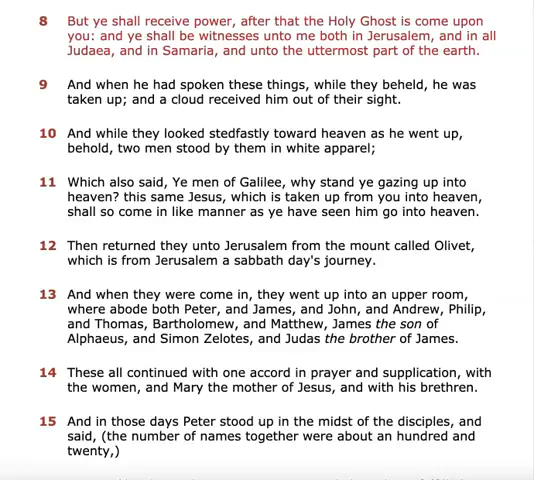 8 But ye shall receive power, after that the Holy Ghost is come upon
you: and ye shall be witnesses unto me both in Jerusalem, and in all
Judaea, and in Samaria, and unto the uttermost part of the earth.
9 And when he had spoken these things, while they beheld, he was
taken up; and a cloud received him out of their sight.
10 And while they looked stedfastly toward heaven as he went up,
behold, two men stood by them in white apparel;
11 Which also said, Ye men of Galilee, why stand ye gazing up into
heaven? this same Jesus, which is taken up from you into heaven,
shall so come in like manner as ye have seen him go into heaven.
12 Then returned they unto Jerusalem from the mount called Olivet,
which is from Jerusalem a sabbath day's journey.
13 And when they were come in, they went up into an upper room,
where abode both Peter, and James, and John, and Andrew, Philip,
and Thomas, Bartholomew, and Matthew, James the son of
Alphaeus, and Simon Zelotes, and Judas the brother of James.
14 These all continued with one accord in prayer and supplication, with
the women, and Mary the mother of Jesus, and with his brethren.
15 And in those days Peter stood up in the midst of the disciples, and
said, (the number of names together were about an hundred and
twenty,)